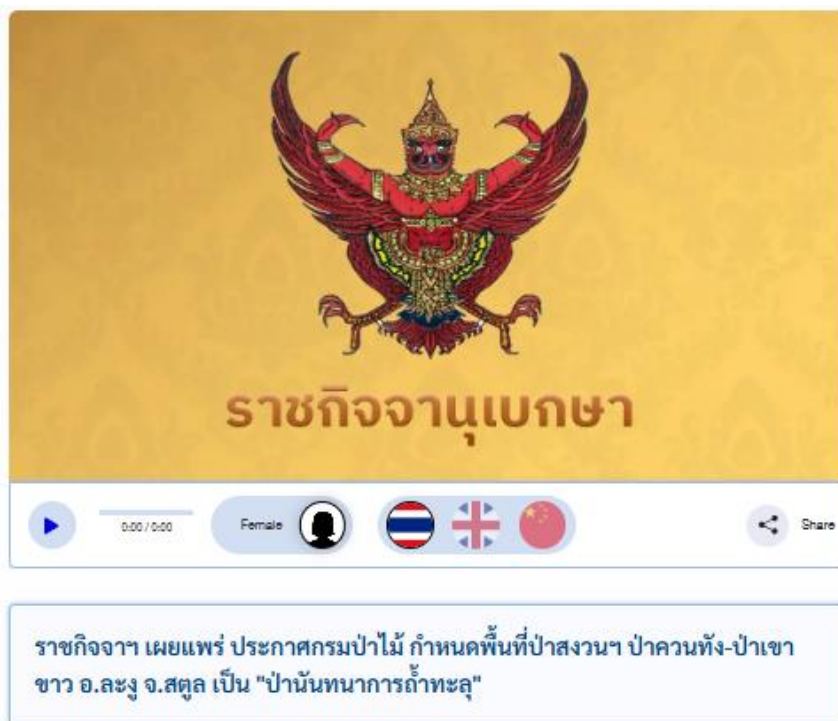 ราชกิจจานุเบกษา
0:00 / 0:00
Female
Share
ราชกิจจาฯ เผยแพร่ ประกาศกรมป่าไม้ กำหนดพื้นที่ป่าสงวนฯ ป่าควนทัง-ป่าเขา
ขาว อ.ละงู จ.สตูล เป็น "ป่านันทนาการถ้ำทะลุ"